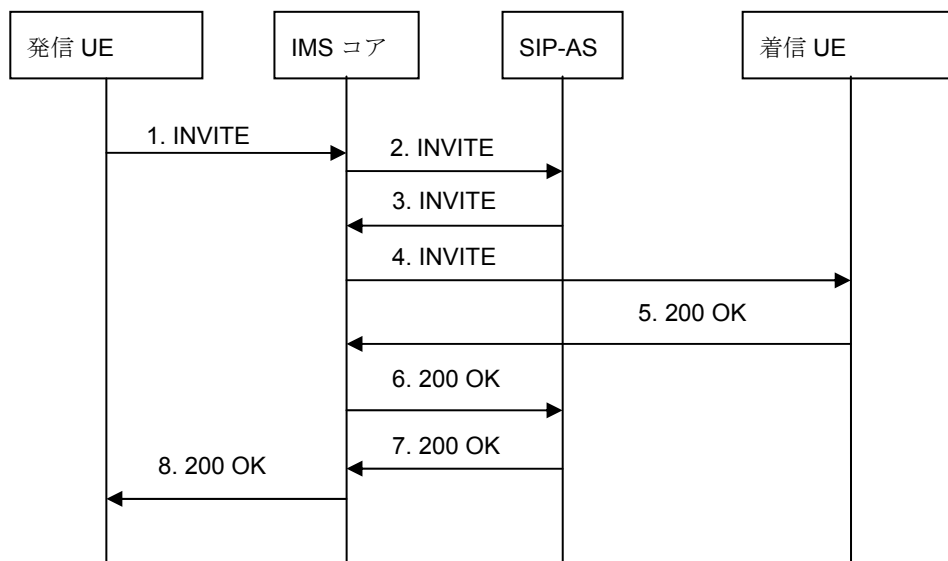 発信 UE
IMS コア
SIP-AS
着信 UE
1. INVITE
2. INVITE
3. INVITE
4. INVITE
5. 200 OK
6. 200 OK
7. 200 OK
8. 200 OK